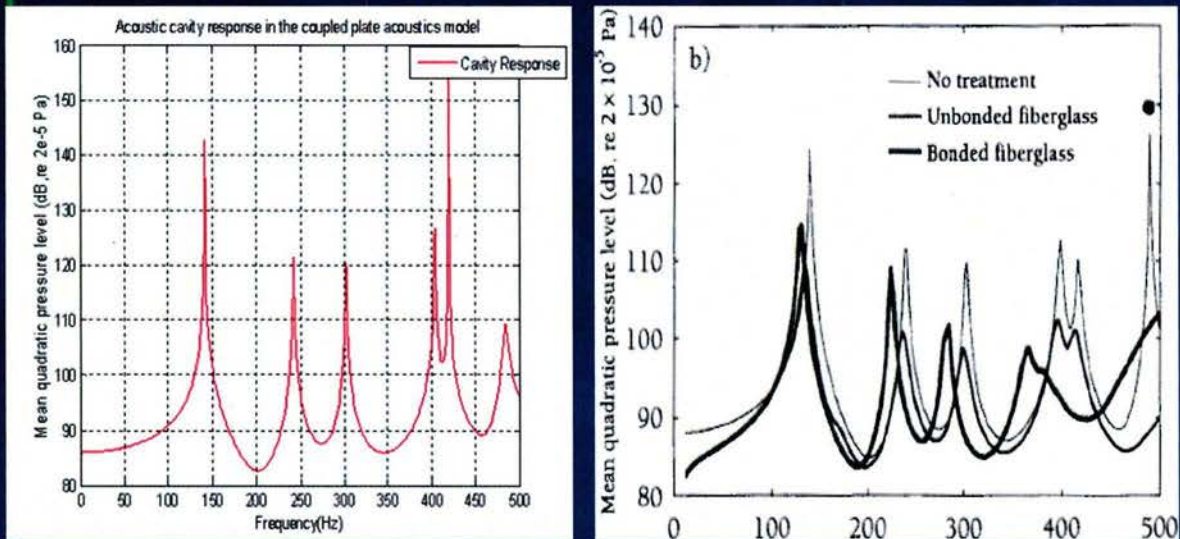 Acoustic cavity response in the coupled plate acoustics model
Mean quadratic pressure level (dB,re 2e-5 Pa)
160
150
140
130
120
110
100
90
80
Cavity Response
0 50 100 150 200 250 300 350 400 450 500
Frequency(Hz)
Mean quadratic pressure level (dB, re 2 × 10⁻⁵ Pa)
140
130
120
110
100
90
80
b)
No treatment
Unbonded fiberglass
Bonded fiberglass
0 100 200 300 400 500